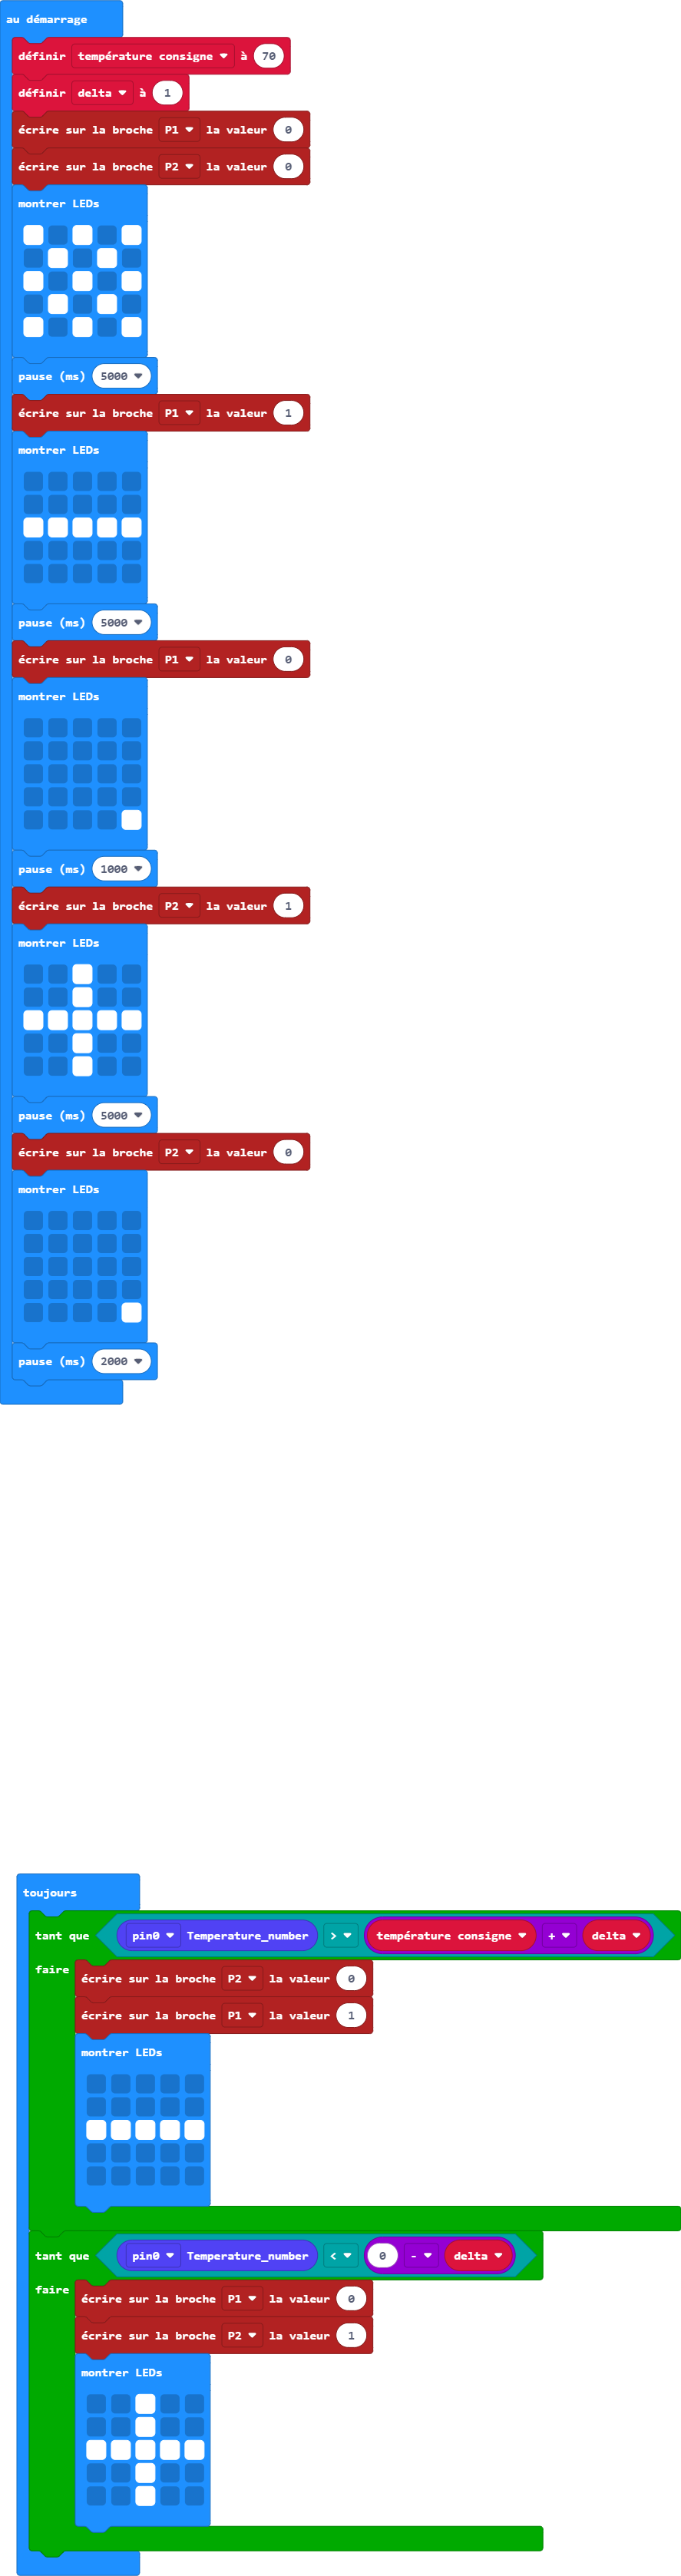 au démarrage
définir température consigne à 70
définir delta à 1
écrire sur la broche P1 la valeur 0
écrire sur la broche P2 la valeur 0
montrer LEDs
pause (ms) 5000
écrire sur la broche P1 la valeur 1
montrer LEDs
pause (ms) 5000
écrire sur la broche P1 la valeur 0
montrer LEDs
pause (ms) 1000
écrire sur la broche P2 la valeur 1
montrer LEDs
pause (ms) 5000
écrire sur la broche P2 la valeur 0
montrer LEDs
pause (ms) 2000
toujours
tant que pin0 Temperature_number > température consigne + delta
faire
écrire sur la broche P2 la valeur 0
écrire sur la broche P1 la valeur 1
montrer LEDs
tant que pin0 Temperature_number < 0 - delta
faire
écrire sur la broche P1 la valeur 0
écrire sur la broche P2 la valeur 1
montrer LEDs